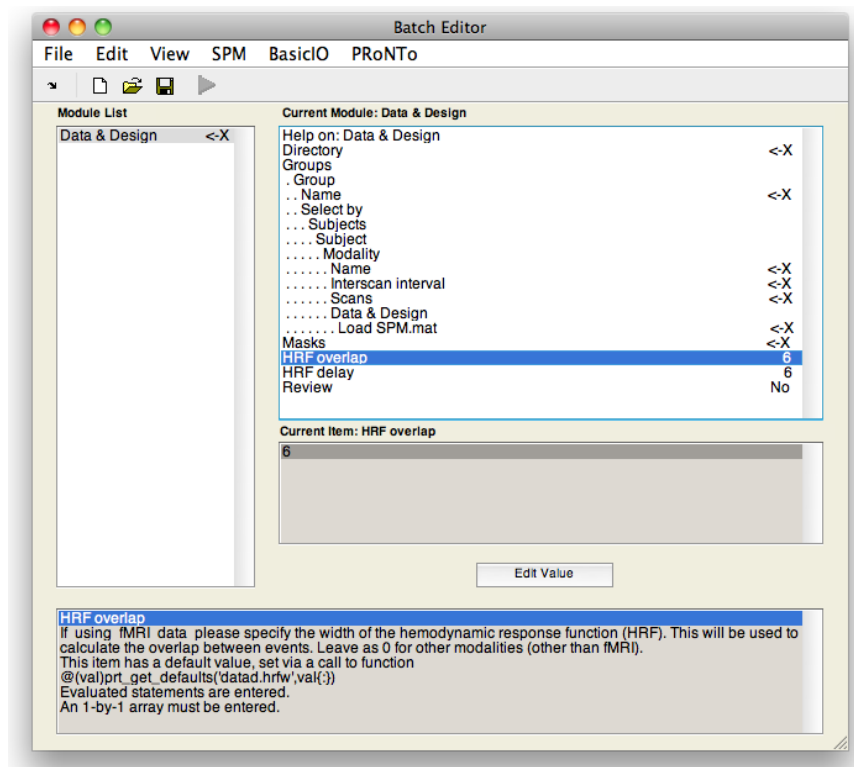 Batch Editor
File Edit View SPM BasicIO PRoNTo
Module List
Data & Design <-X
Current Module: Data & Design
Help on: Data & Design
Directory <-X
Groups
. Group
. . Name <-X
. . Select by
. . . Subjects
. . . . Subject
. . . . . Modality
. . . . . . Name <-X
. . . . . . Interscan interval <-X
. . . . . . Scans <-X
. . . . . . Data & Design
. . . . . . . Load SPM.mat <-X
Masks <-X
HRF overlap 6
HRF delay 6
Review No
Current Item: HRF overlap
6
Edit Value
HRF overlap
If using fMRI data please specify the width of the hemodynamic response function (HRF). This will be used to
calculate the overlap between events. Leave as 0 for other modalities (other than fMRI).
This item has a default value, set via a call to function
@(val)prt_get_defaults('datad.hrfw',val{:})
Evaluated statements are entered.
An 1-by-1 array must be entered.